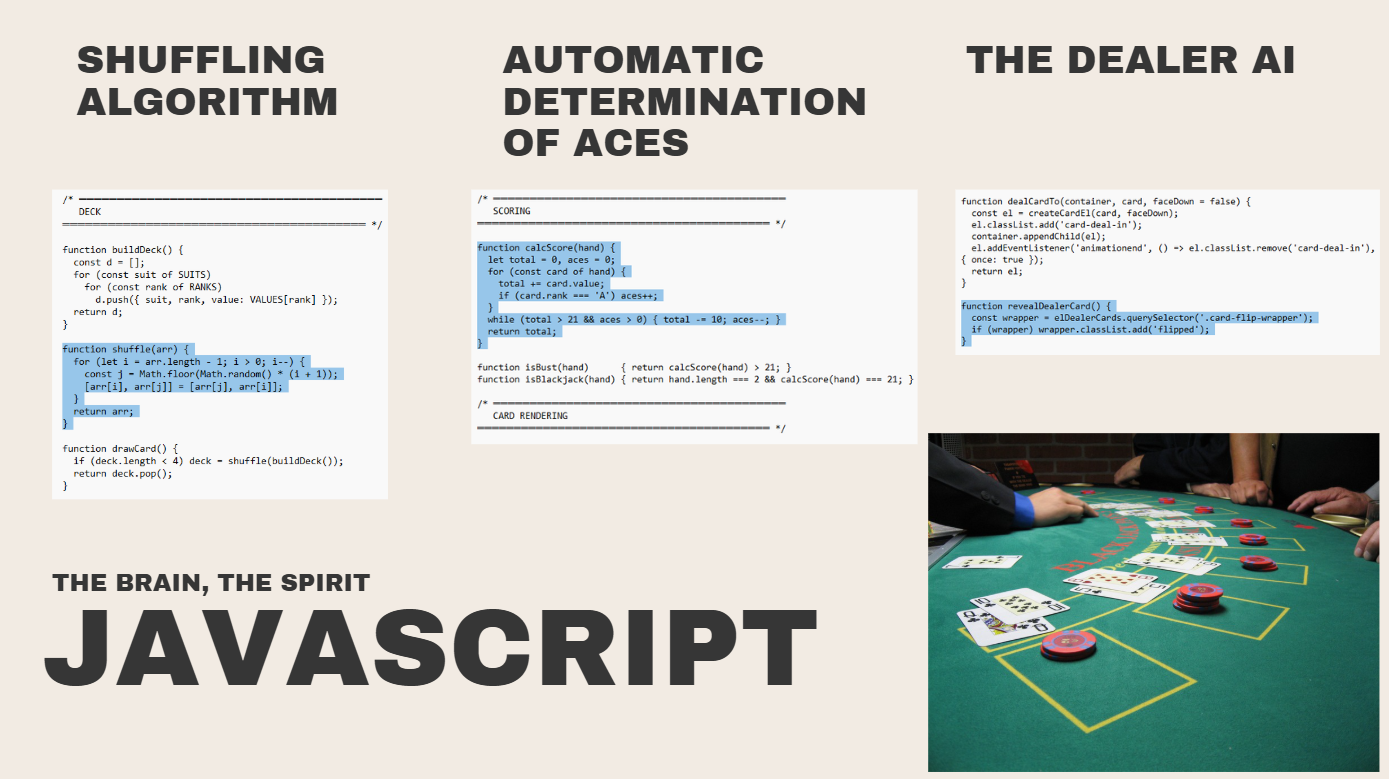 SHUFFLING
ALGORITHM
/* ═══════════════════════════════════════
   DECK
═══════════════════════════════════════ */
function buildDeck() {
  const d = [];
  for (const suit of SUITS)
    for (const rank of RANKS)
      d.push({ suit, rank, value: VALUES[rank] });
  return d;
}
function shuffle(arr) {
  for (let i = arr.length - 1; i > 0; i--) {
    const j = Math.floor(Math.random() * (i + 1));
    [arr[i], arr[j]] = [arr[j], arr[i]];
  }
  return arr;
}
function drawCard() {
  if (deck.length < 4) deck = shuffle(buildDeck());
  return deck.pop();
}
AUTOMATIC
DETERMINATION
OF ACES
/* ═══════════════════════════════════════
   SCORING
═══════════════════════════════════════ */
function calcScore(hand) {
  let total = 0, aces = 0;
  for (const card of hand) {
    total += card.value;
    if (card.rank === 'A') aces++;
  }
  while (total > 21 && aces > 0) { total -= 10; aces--; }
  return total;
}
function isBust(hand)      { return calcScore(hand) > 21; }
function isBlackjack(hand) { return hand.length === 2 && calcScore(hand) === 21; }
/* ═══════════════════════════════════════
   CARD RENDERING
═══════════════════════════════════════ */
THE DEALER AI
function dealCardTo(container, card, faceDown = false) {
  const el = createCardEl(card, faceDown);
  el.classList.add('card-deal-in');
  container.appendChild(el);
  el.addEventListener('animationend', () => el.classList.remove('card-deal-in'),
{ once: true });
  return el;
}
function revealDealerCard() {
  const wrapper = elDealerCards.querySelector('.card-flip-wrapper');
  if (wrapper) wrapper.classList.add('flipped');
}
THE BRAIN, THE SPIRIT
JAVASCRIPT